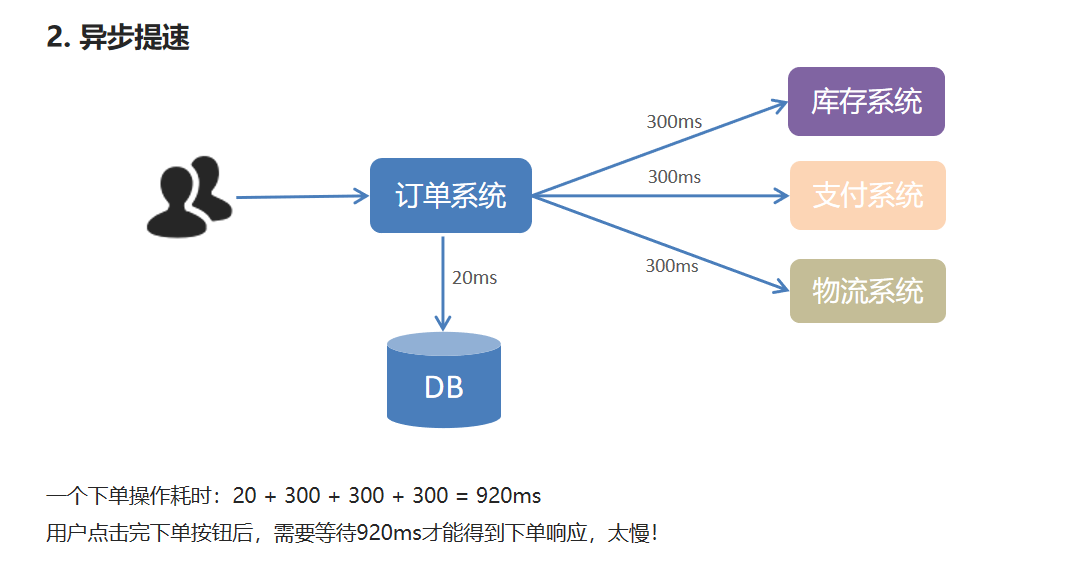 2. 异步提速
库存系统
300ms
300ms
支付系统
订单系统
300ms
物流系统
20ms
DB
一个下单操作耗时：20 + 300 + 300 + 300 = 920ms
用户点击完下单按钮后，需要等待920ms才能得到下单响应，太慢！